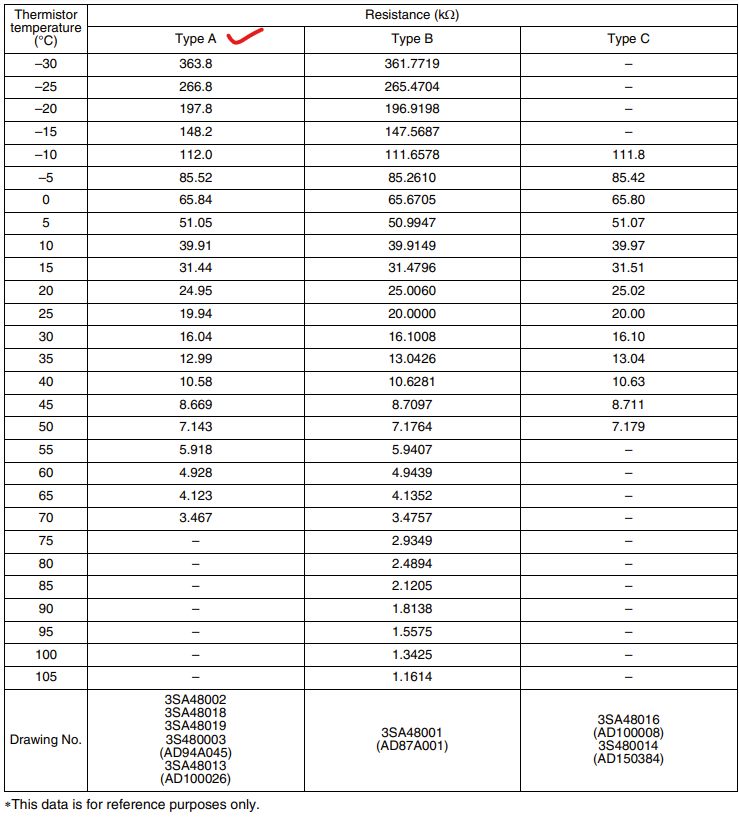 Thermistor temperature (°C) Resistance (kΩ)
Type A Type B Type C
–30 363.8 361.7719 –
–25 266.8 265.4704 –
–20 197.8 196.9198 –
–15 148.2 147.5687 –
–10 112.0 111.6578 111.8
–5 85.52 85.2610 85.42
0 65.84 65.6705 65.80
5 51.05 50.9947 51.07
10 39.91 39.9149 39.97
15 31.44 31.4796 31.51
20 24.95 25.0060 25.02
25 19.94 20.0000 20.00
30 16.04 16.1008 16.10
35 12.99 13.0426 13.04
40 10.58 10.6281 10.63
45 8.669 8.7097 8.711
50 7.143 7.1764 7.179
55 5.918 5.9407 –
60 4.928 4.9439 –
65 4.123 4.1352 –
70 3.467 3.4757 –
75 – 2.9349 –
80 – 2.4894 –
85 – 2.1205 –
90 – 1.8138 –
95 – 1.5575 –
100 – 1.3425 –
105 – 1.1614 –
Drawing No.
3SA48002
3SA48018
3SA48019
3S480003
(AD94A045)
3SA48013
(AD100026)
3SA48001
(AD87A001)
3SA48016
(AD100008)
3S480014
(AD150384)
*This data is for reference purposes only.